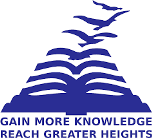 GAIN MORE KNOWLEDGE
REACH GREATER HEIGHTS